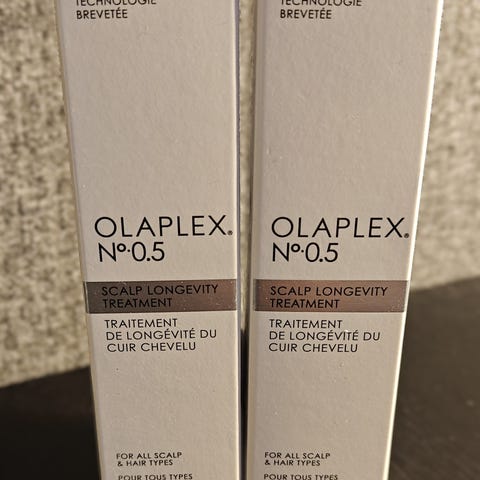 TECHNOLOGIE
BREVETÉE
OLAPLEX®
Nº.0.5
SCALP LONGEVITY
TREATMENT
TRAITEMENT
DE LONGÉVITÉ DU
CUIR CHEVELU
FOR ALL SCALP
& HAIR TYPES
POUR TOUS TYPES
TECHNOLOGIE
BREVETÉE
OLAPLEX®
Nº.0.5
SCALP LONGEVITY
TREATMENT
TRAITEMENT
DE LONGÉVITÉ DU
CUIR CHEVELU
FOR ALL SCALP
& HAIR TYPES
POUR TOUS TYPES